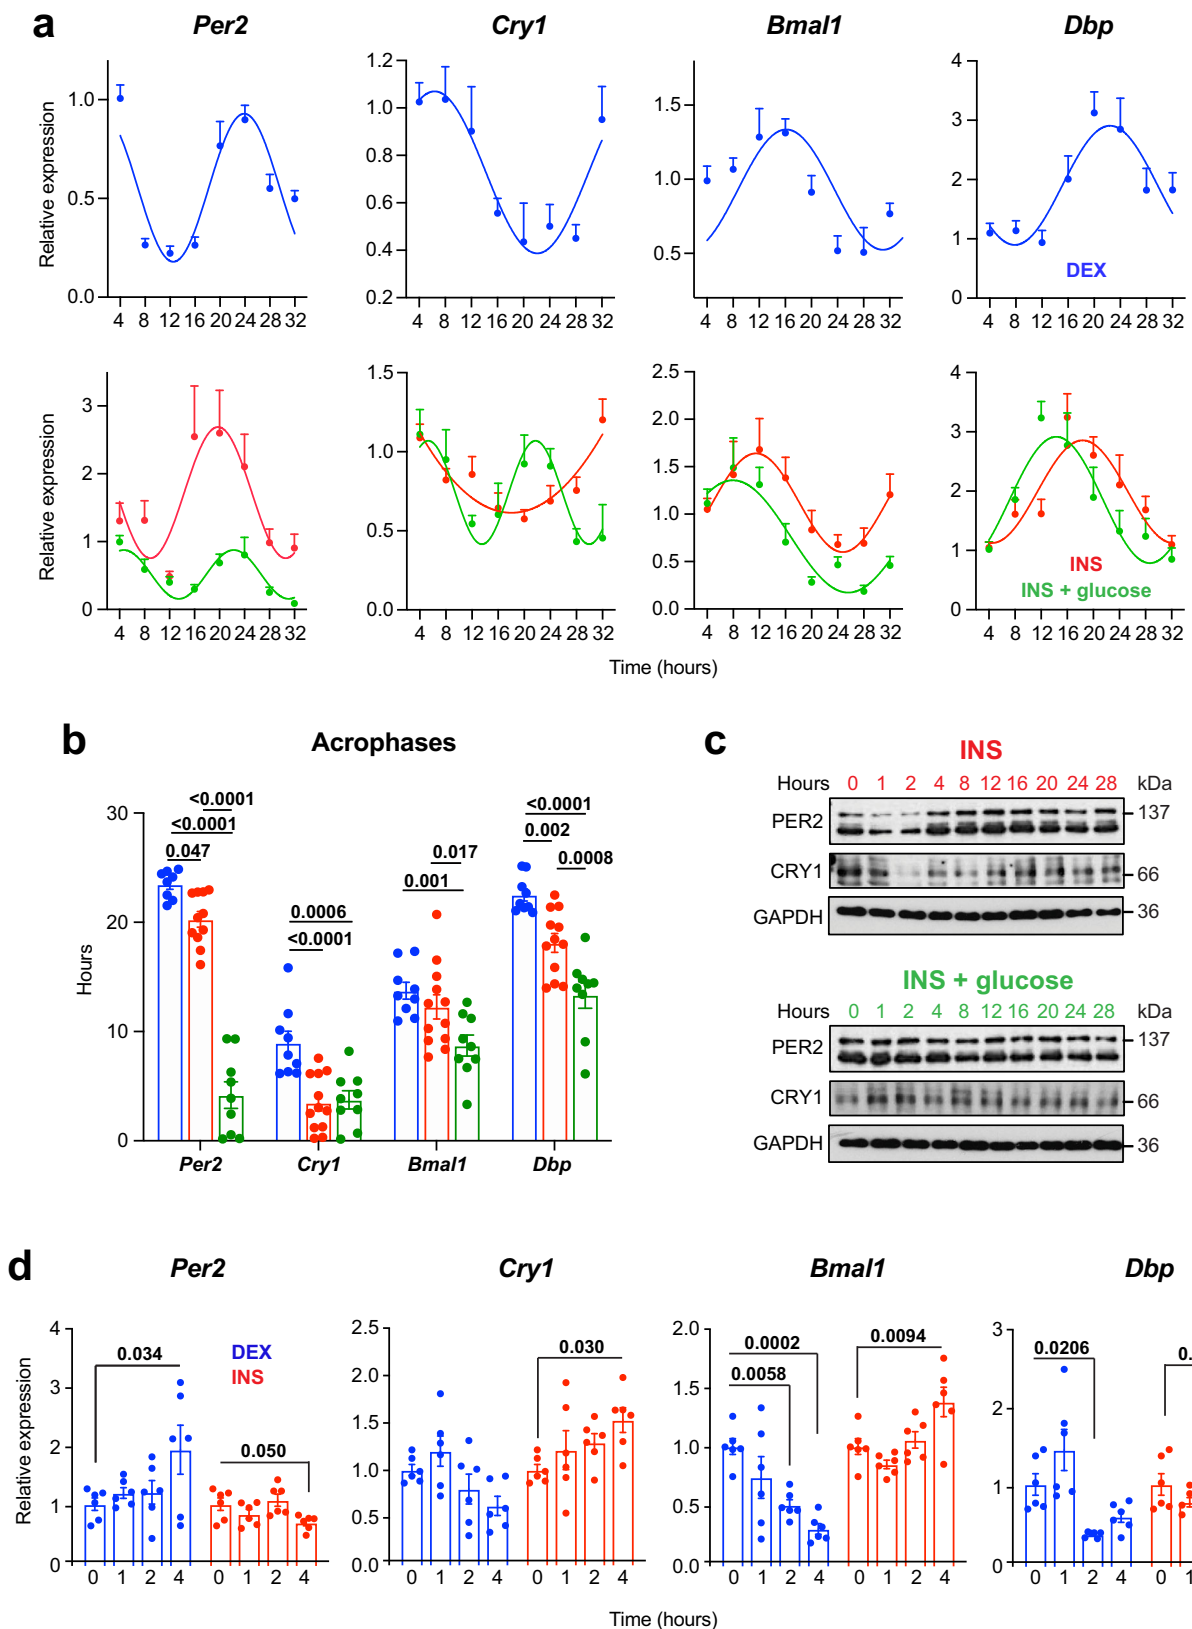 a
Per2
Cry1
Bmal1
Dbp
Relative expression
1.0
0.5
0.0
4 8 12 16 20 24 28 32
1.2
1.0
0.8
0.6
0.4
0.2
4 8 12 16 20 24 28 32
1.5
1.0
0.5
4 8 12 16 20 24 28 32
4
3
2
1
0
DEX
4 8 12 16 20 24 28 32
Relative expression
3
2
1
0
4 8 12 16 20 24 28 32
1.5
1.0
0.5
0.0
4 8 12 16 20 24 28 32
2.5
2.0
1.5
1.0
0.5
0.0
4 8 12 16 20 24 28 32
4
3
2
1
0
INS
INS + glucose
4 8 12 16 20 24 28 32
Time (hours)
b
Acrophases
Hours
30
20
10
0
<0.0001
<0.0001
0.047
0.0006
<0.0001
0.017
0.001
<0.0001
0.002
0.0008
Per2 Cry1 Bmal1 Dbp
c
INS
Hours 0 1 2 4 8 12 16 20 24 28 kDa
PER2 137
CRY1 66
GAPDH 36
INS + glucose
Hours 0 1 2 4 8 12 16 20 24 28 kDa
PER2 137
CRY1 66
GAPDH 36
d
Per2
Cry1
Bmal1
Dbp
Relative expression
4
3
2
1
0
0.034
DEX
INS
0.050
0 1 2 4 0 1 2 4
2.5
2.0
1.5
1.0
0.5
0.0
0.030
0 1 2 4 0 1 2 4
2.0
1.5
1.0
0.5
0.0
0.0002
0.0058
0.0094
0 1 2 4 0 1 2 4
3
2
1
0
0.0206
0.
0 1 2 4 0 1
Time (hours)